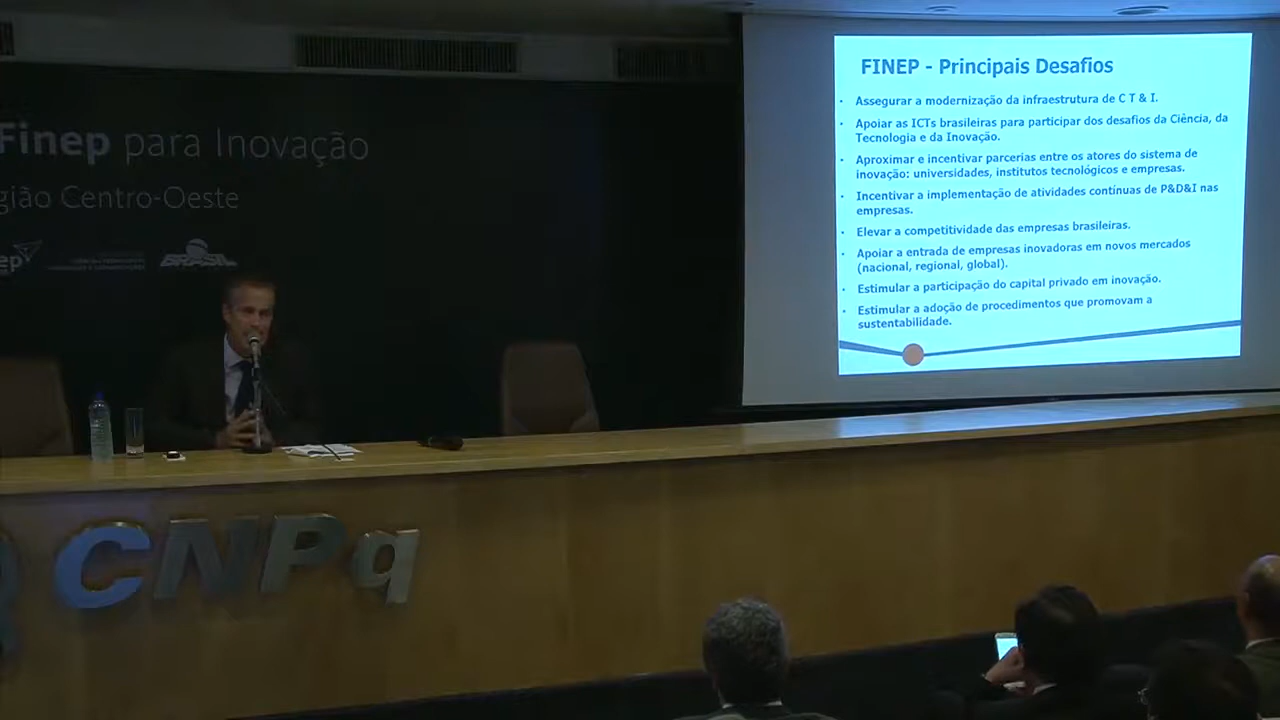 Finep para Inovação
gião Centro-Oeste
ep
BRASIL
FINEP - Principais Desafios
• Assegurar a modernização da infraestrutura de C T & I.
• Apoiar as ICTs brasileiras para participar dos desafios da Ciência, da
Tecnologia e da Inovação.
• Aproximar e incentivar parcerias entre os atores do sistema de
inovação: universidades, institutos tecnológicos e empresas.
• Incentivar a implementação de atividades contínuas de P&D&I nas
empresas.
• Elevar a competitividade das empresas brasileiras.
• Apoiar a entrada de empresas inovadoras em novos mercados
(nacional, regional, global).
• Estimular a participação do capital privado em inovação.
• Estimular a adoção de procedimentos que promovam a
sustentabilidade.
CNPq